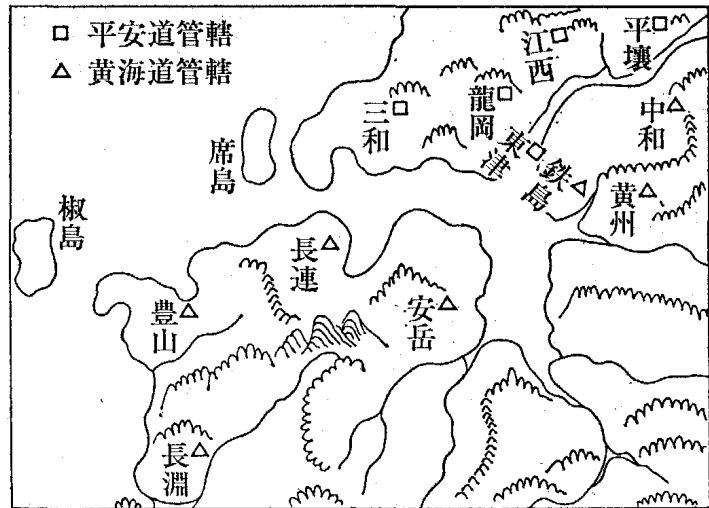 □ 平安道管轄
△ 黄海道管轄
平壌
江西
龍岡
三和
中和
東津
鉄島
黄州
席島
椒島
長連
安岳
豊山
長淵